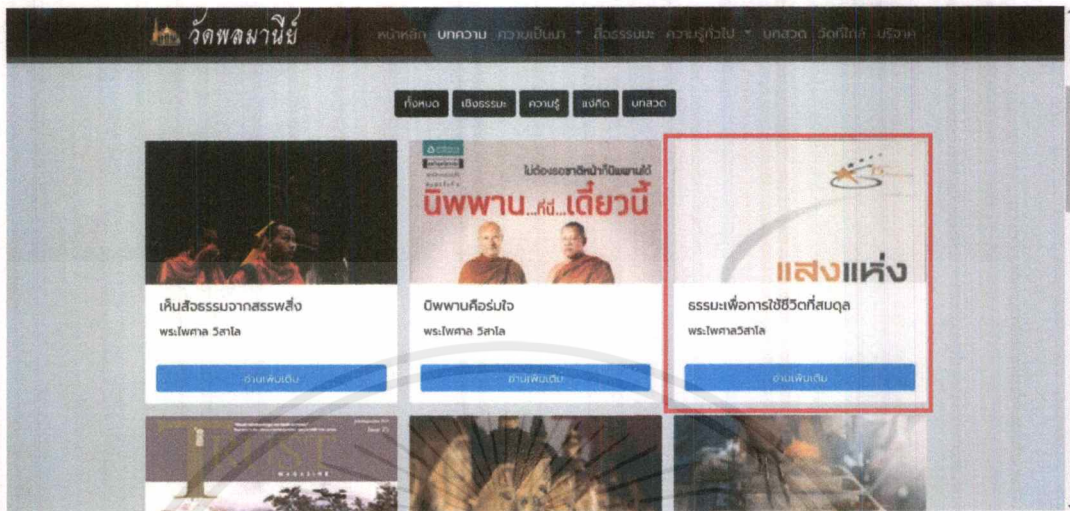 วัดพลมานีย์
หน้าหลัก บทความ ความเป็นมา สื่อธรรมะ ความรู้ทั่วไป บทสวด วัดที่ใกล้ บริจาค
ทั้งหมด เชิงธรรมะ ความรู้ แง่คิด บทสวด
ไม่ต้องรอชาติหน้าก็นิพพานได้
นิพพาน...ที่นี่...เดี๋ยวนี้
แสงแห่ง
เห็นสัจธรรมจากสรรพสิ่ง
พระไพศาล วิสาโล
อ่านเพิ่มเติม
นิพพานคือร่มใจ
พระไพศาล วิสาโล
อ่านเพิ่มเติม
ธรรมะเพื่อการใช้ชีวิตที่สมดุล
พระไพศาลวิสาโล
อ่านเพิ่มเติม
TRUST
MAGAZINE